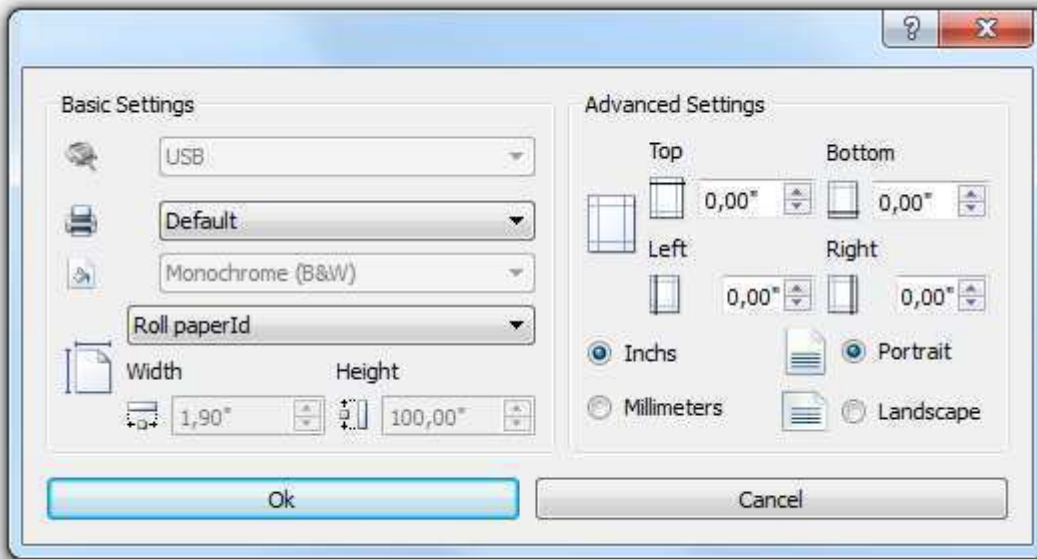 Basic Settings
USB
Default
Monochrome (B&W)
Roll paperId
Width Height
1,90" 100,00"
Advanced Settings
Top Bottom
0,00" 0,00"
Left Right
0,00" 0,00"
Inchs Portrait
Millimeters Landscape
Ok Cancel